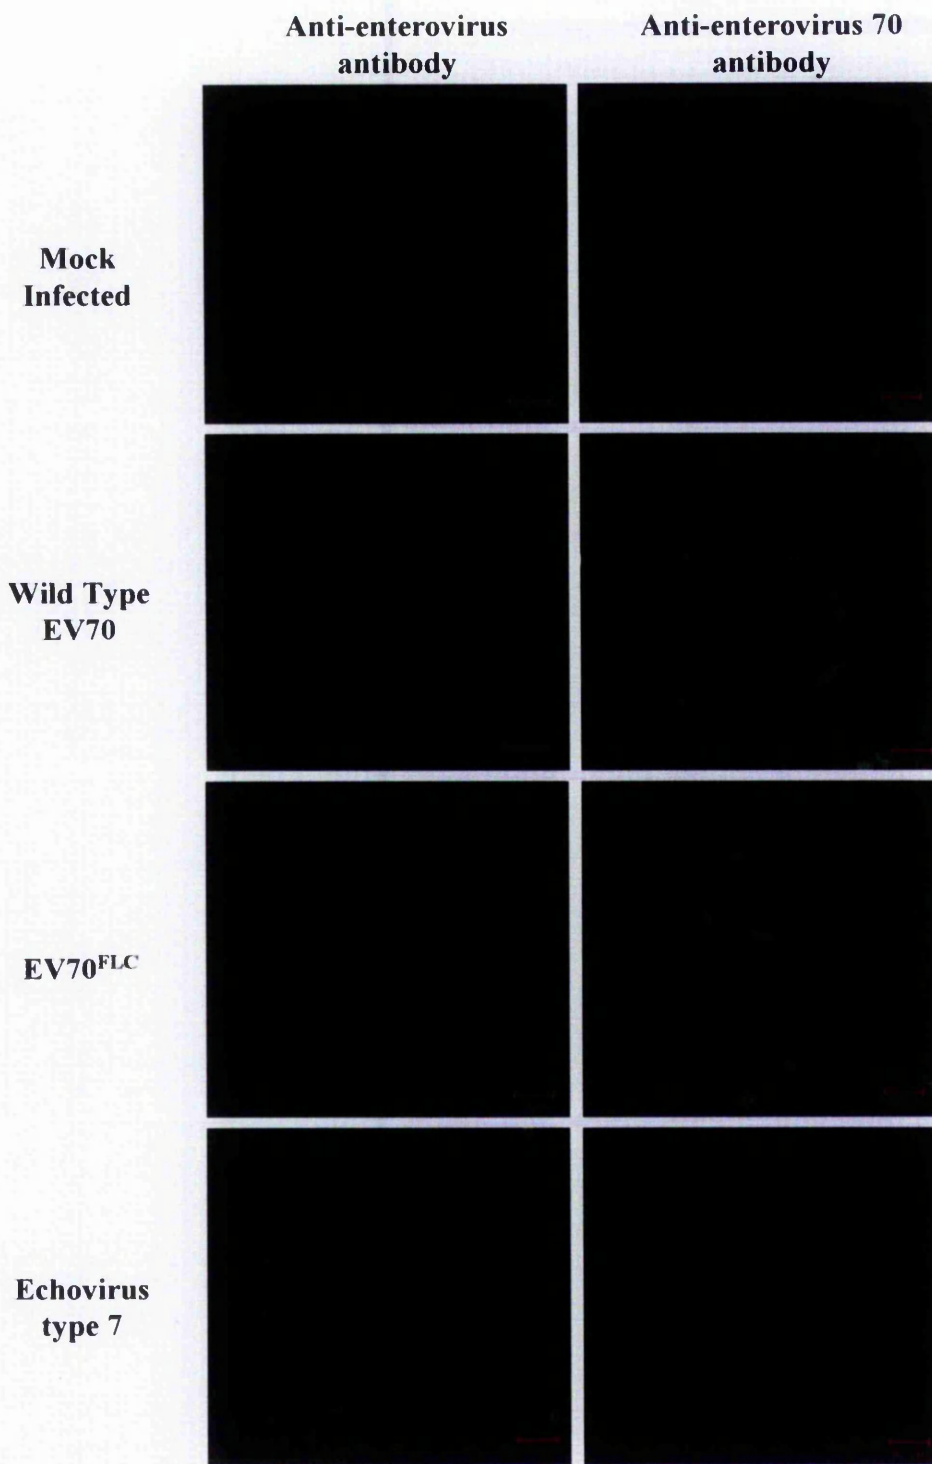 Anti-enterovirus
antibody
Anti-enterovirus 70
antibody
Mock
Infected
Wild Type
EV70
EV70ᶠᴸᶜ
Echovirus
type 7